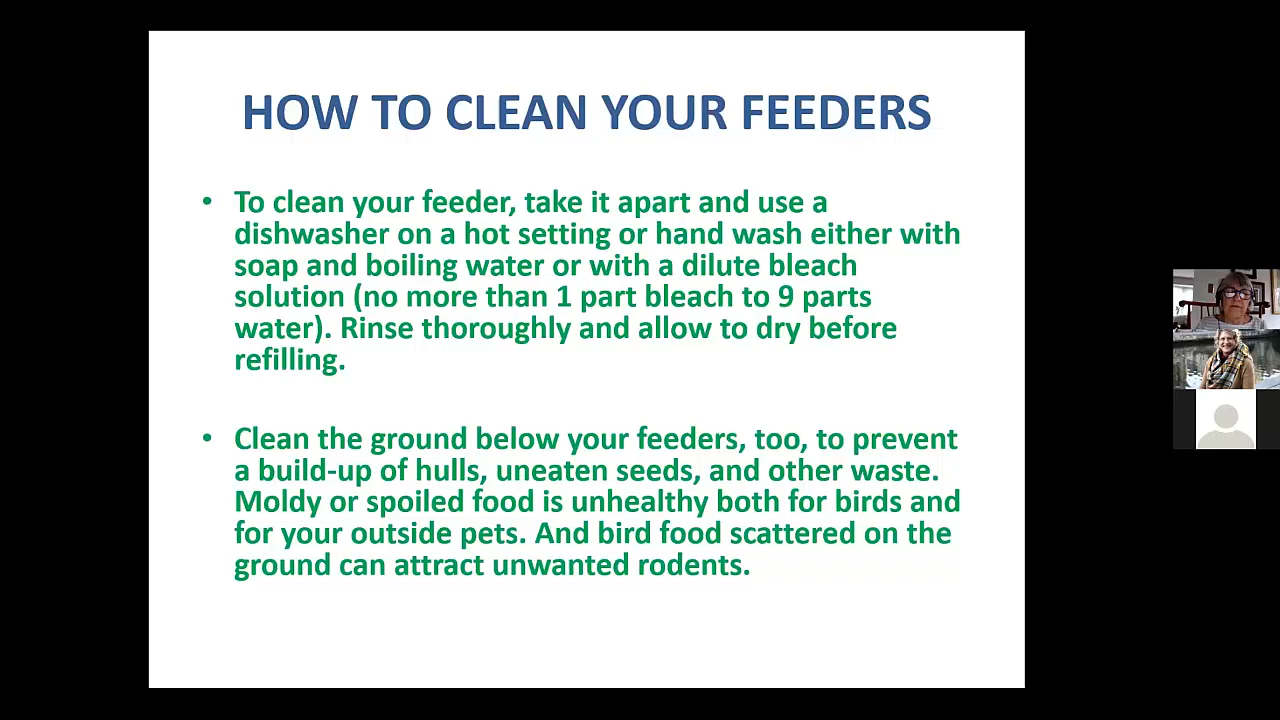 HOW TO CLEAN YOUR FEEDERS
• To clean your feeder, take it apart and use a
dishwasher on a hot setting or hand wash either with
soap and boiling water or with a dilute bleach
solution (no more than 1 part bleach to 9 parts
water). Rinse thoroughly and allow to dry before
refilling.
• Clean the ground below your feeders, too, to prevent
a build-up of hulls, uneaten seeds, and other waste.
Moldy or spoiled food is unhealthy both for birds and
for your outside pets. And bird food scattered on the
ground can attract unwanted rodents.